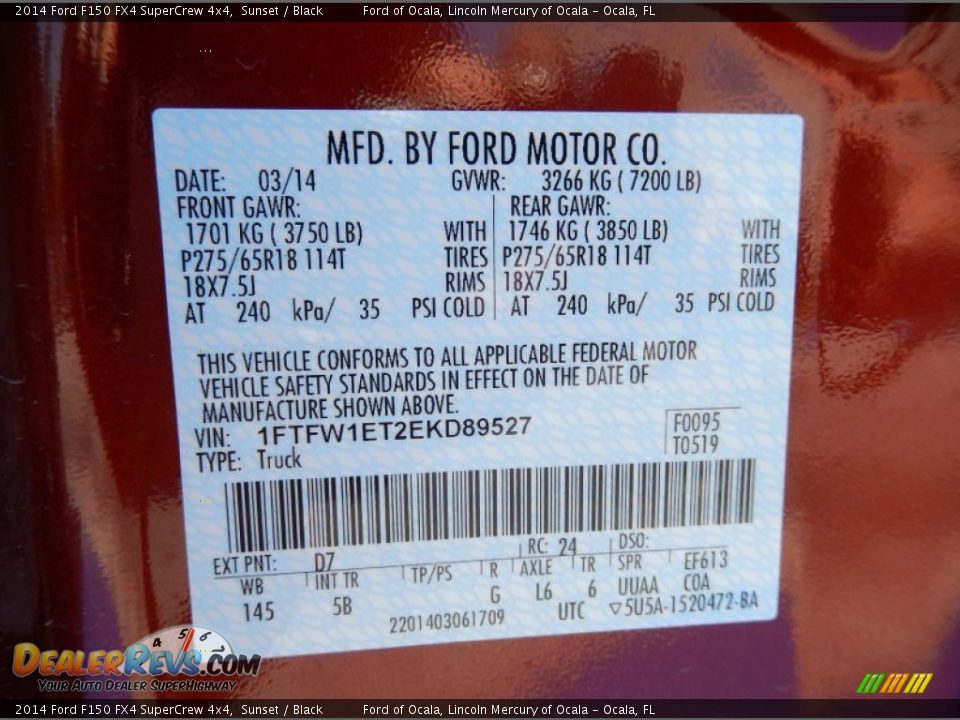 2014 Ford F150 FX4 SuperCrew 4x4, Sunset / Black Ford of Ocala, Lincoln Mercury of Ocala - Ocala, FL
MFD. BY FORD MOTOR CO.
DATE: 03/14 GVWR: 3266 KG ( 7200 LB)
FRONT GAWR: REAR GAWR:
1701 KG ( 3750 LB) WITH 1746 KG ( 3850 LB) WITH
P275/65R18 114T TIRES P275/65R18 114T TIRES
18X7.5J RIMS 18X7.5J RIMS
AT 240 kPa/ 35 PSI COLD AT 240 kPa/ 35 PSI COLD
THIS VEHICLE CONFORMS TO ALL APPLICABLE FEDERAL MOTOR
VEHICLE SAFETY STANDARDS IN EFFECT ON THE DATE OF
MANUFACTURE SHOWN ABOVE.
VIN: 1FTFW1ET2EKD89527 F0095
TYPE: Truck T0519
EXT PNT: D7 RC: 24 DSO:
WB INT TR TP/PS R AXLE TR SPR EF613
145 5B G L6 6 UUAA COA
2201403061709 UTC ▽5U5A-1520472-BA
4 5 6
DEALERREVS.COM
YOUR AUTO DEALER SUPERHIGHWAY
2014 Ford F150 FX4 SuperCrew 4x4, Sunset / Black Ford of Ocala, Lincoln Mercury of Ocala - Ocala, FL